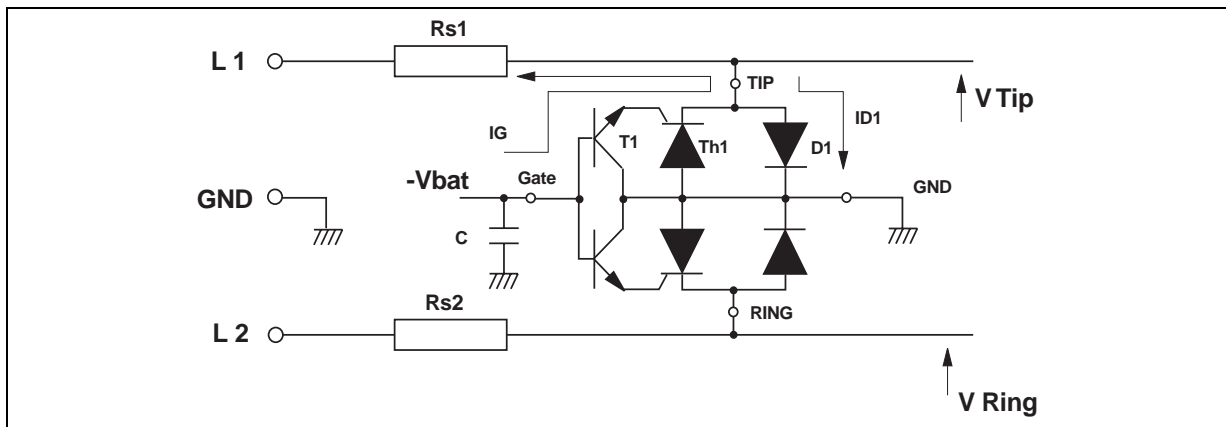 Rs1
L 1
TIP
V Tip
ID1
IG
T1
Th1
D1
-Vbat
Gate
GND
GND
C
Rs2
RING
L 2
V Ring